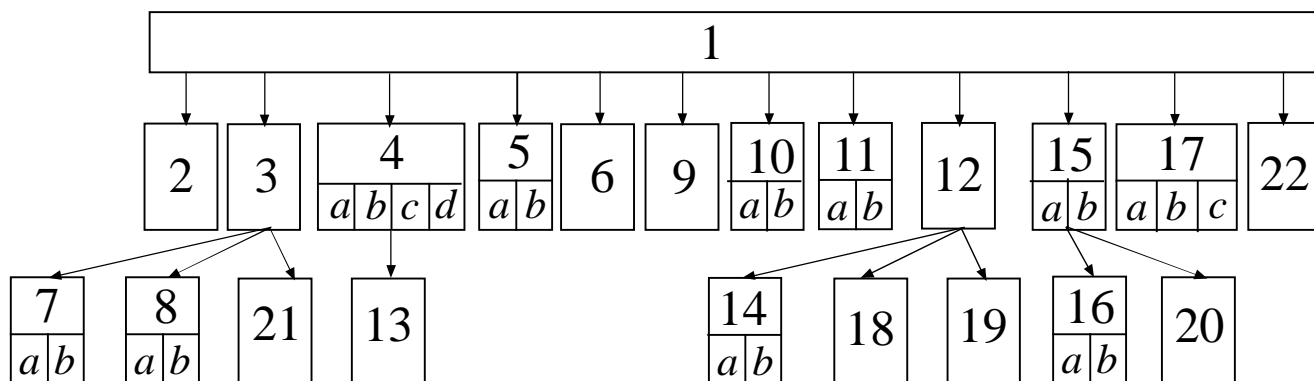 1
2 3 4 5 6 9 10 11 12 15 17 22
a b c d a b a b a b a b a b c
7 8 21 13 14 18 19 16 20
a b a b a b a b